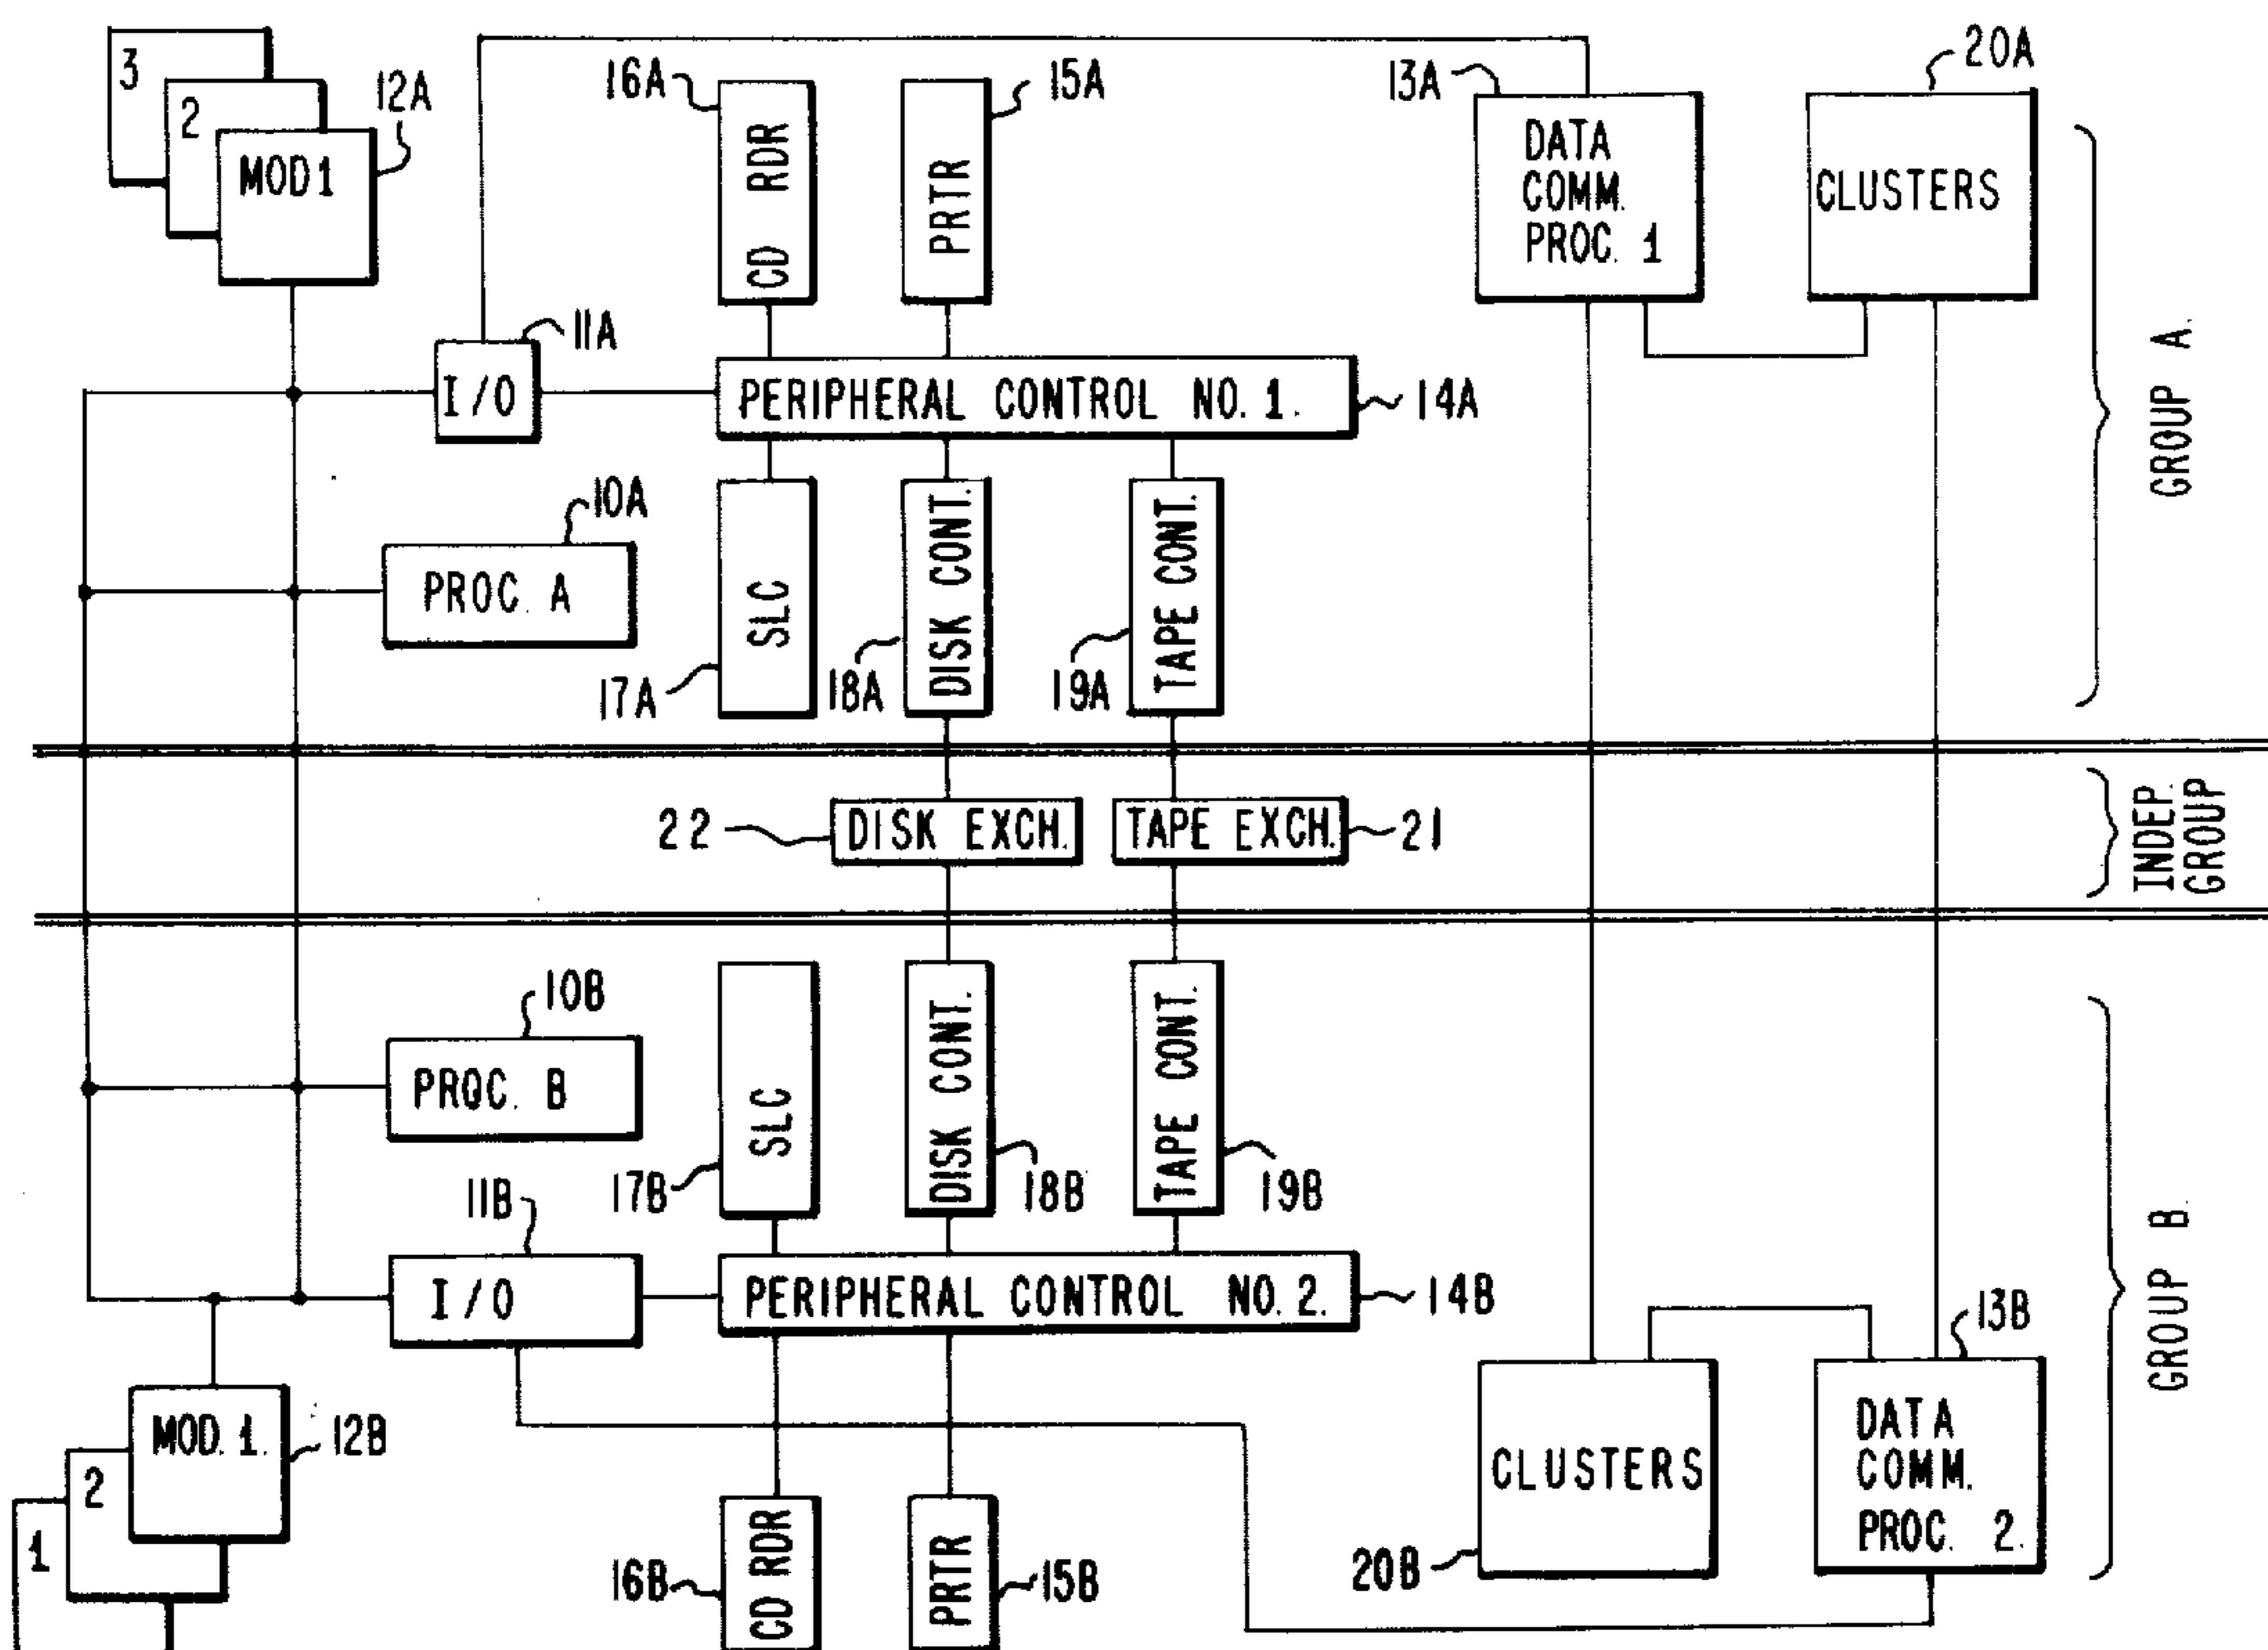 3
2
MOD 1
12A
16A
CD RDR
PRTR
15A
13A
DATA
COMM.
PROC. 1
20A
CLUSTERS
11A
I/O
PERIPHERAL CONTROL NO. 1.
14A
GROUP A.
10A
PROC. A
SLC
17A
DISK CONT.
18A
TAPE CONT.
19A
22
DISK EXCH.
TAPE EXCH.
21
INDEP.
GROUP
10B
PROC. B
SLC
17B
DISK CONT.
18B
TAPE CONT.
19B
11B
I/O
PERIPHERAL CONTROL NO. 2.
14B
GROUP B.
13B
MOD. 1.
12B
2
1
CLUSTERS
20B
DATA
COMM.
PROC. 2.
16B
CD RDR
PRTR
15B